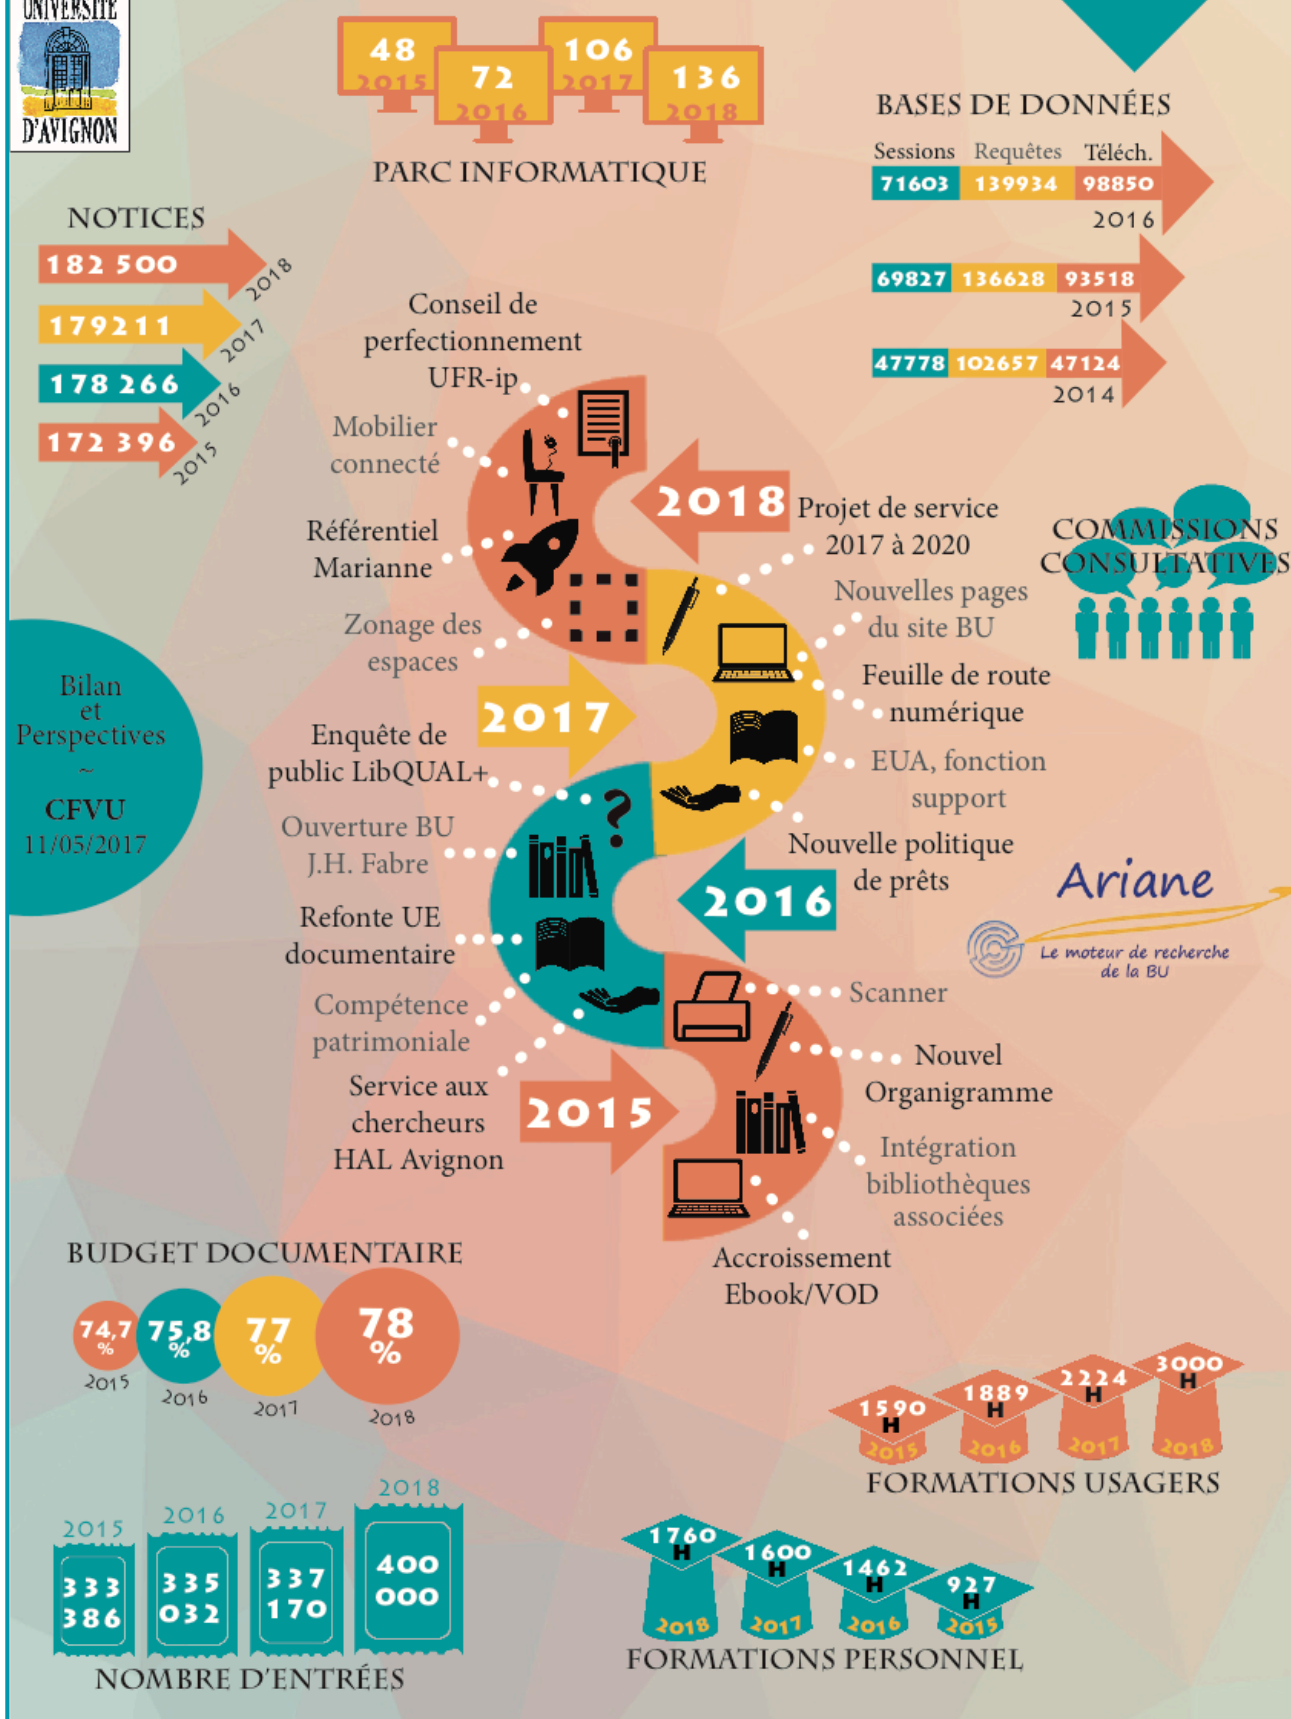 UNIVERSITÉ
D'AVIGNON
48
2015
72
2016
106
2017
136
2018
PARC INFORMATIQUE
BASES DE DONNÉES
Sessions Requêtes Téléch.
71603 139934 98850
2016
69827 136628 93518
2015
47778 102657 47124
2014
NOTICES
182 500
2018
179211
2017
178 266
2016
172 396
2015
Conseil de
perfectionnement
UFR-ip
Mobilier
connecté
Référentiel
Marianne
Zonage des
espaces
2018
Projet de service
2017 à 2020
Nouvelles pages
du site BU
Feuille de route
numérique
EUA, fonction
support
Nouvelle politique
de prêts
COMMISSIONS
CONSULTATIVES
Bilan
et
Perspectives
~
CFVU
11/05/2017
2017
Enquête de
public LibQUAL+
?
Ouverture BU
J.H. Fabre
Refonte UE
documentaire
Compétence
patrimoniale
Service aux
chercheurs
HAL Avignon
2016
Ariane
Le moteur de recherche
de la BU
Scanner
Nouvel
Organigramme
Intégration
bibliothèques
associées
Accroissement
Ebook/VOD
2015
BUDGET DOCUMENTAIRE
74,7
%
2015
75,8
%
2016
77
%
2017
78
%
2018
1590
H
2015
1889
H
2016
2224
H
2017
3000
H
2018
FORMATIONS USAGERS
2015
333
386
2016
335
032
2017
337
170
2018
400
000
NOMBRE D'ENTRÉES
1760
H
2018
1600
H
2017
1462
H
2016
927
H
2015
FORMATIONS PERSONNEL